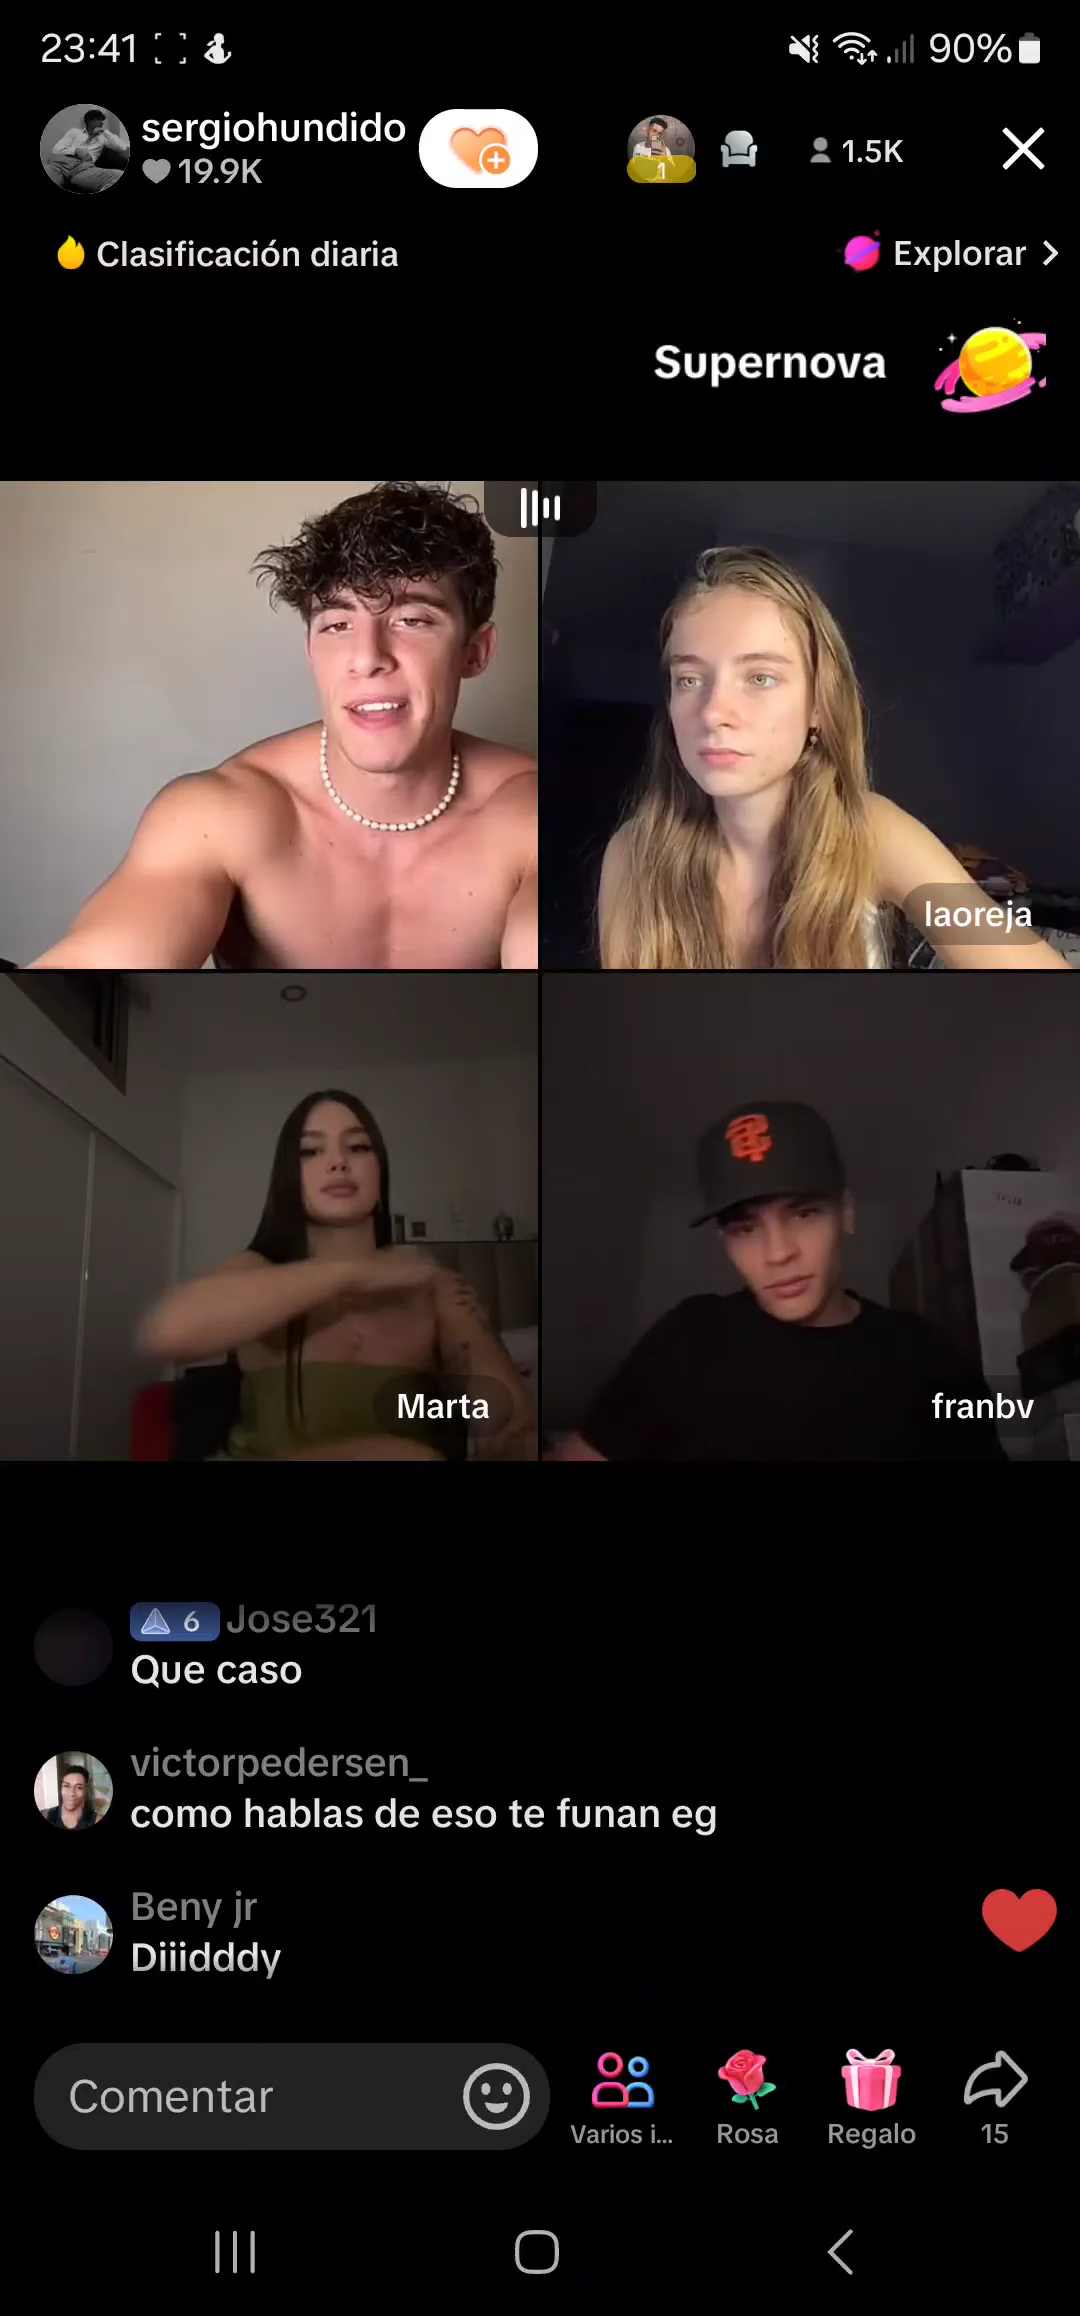 23:41
90%
sergiohundido
19.9K
1
1.5K
Clasificación diaria
Explorar
Supernova
laoreja
Marta
franbv
6 Jose321
Que caso
victorpedersen_
como hablas de eso te funan eg
Beny jr
Diiidddy
Comentar
Varios i...
Rosa
Regalo
15